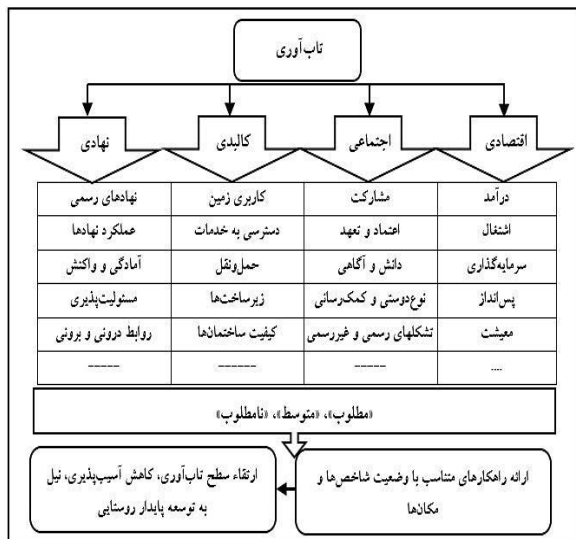 تاب‌آوری
اقتصادی اجتماعی کالبدی نهادی
درآمد مشارکت کاربری زمین نهادهای رسمی
اشتغال اعتماد و تعهد دسترسی به خدمات عملکرد نهادها
سرمایه‌گذاری دانش و آگاهی حمل‌ونقل آمادگی و واکنش
پس‌انداز نوع‌دوستی و کمک‌رسانی زیرساخت‌ها مسئولیت‌پذیری
معیشت تشکلهای رسمی و غیررسمی کیفیت ساختمان‌ها روابط درونی و برونی
.... ----- ------ -----
«مطلوب»، «متوسط»، «نامطلوب»
ارائه راهکارهای متناسب با وضعیت شاخص‌ها و
مکان‌ها
ارتقاء سطح تاب‌آوری، کاهش آسیب‌پذیری، نیل
به توسعه پایدار روستایی